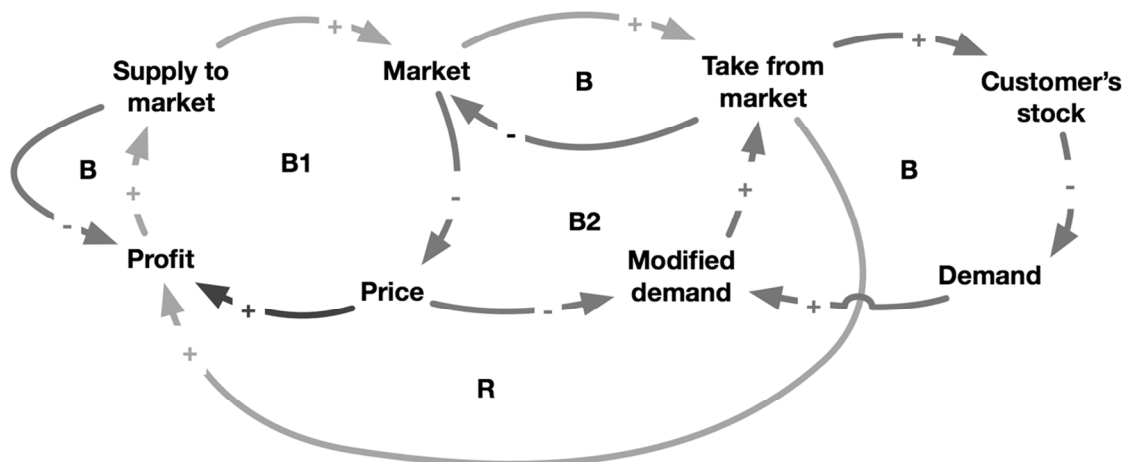 +
+
+
Supply to
market
Market
B
Take from
market
Customer's
stock
-
B
B1
+
-
B
-
+
-
B2
Profit
Modified
demand
Demand
Price
+
-
+
+
R